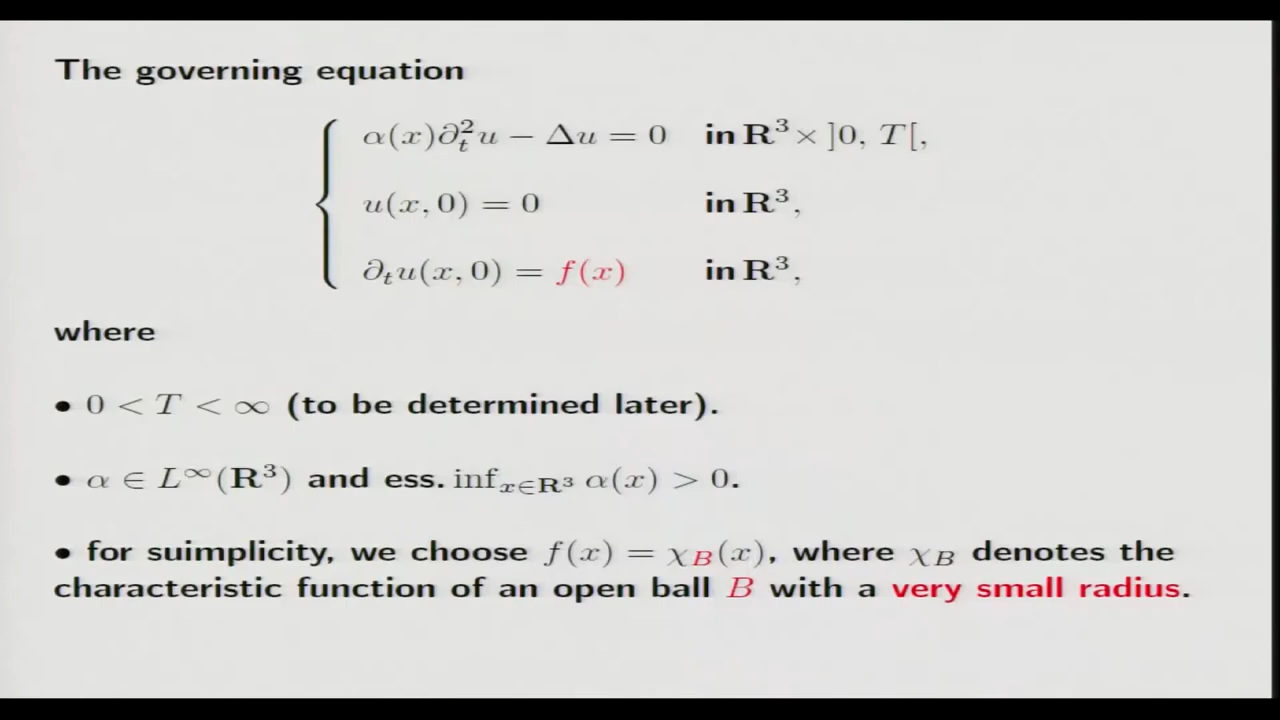 The governing equation
α(x)∂ₜ²u − Δu = 0 in R³ × ]0, T[,
u(x, 0) = 0 in R³,
∂ₜu(x, 0) = f(x) in R³,
where
• 0 < T < ∞ (to be determined later).
• α ∈ L^∞(R³) and ess. inf_{x∈R³} α(x) > 0.
• for suimplicity, we choose f(x) = χ_B(x), where χ_B denotes the
characteristic function of an open ball B with a very small radius.